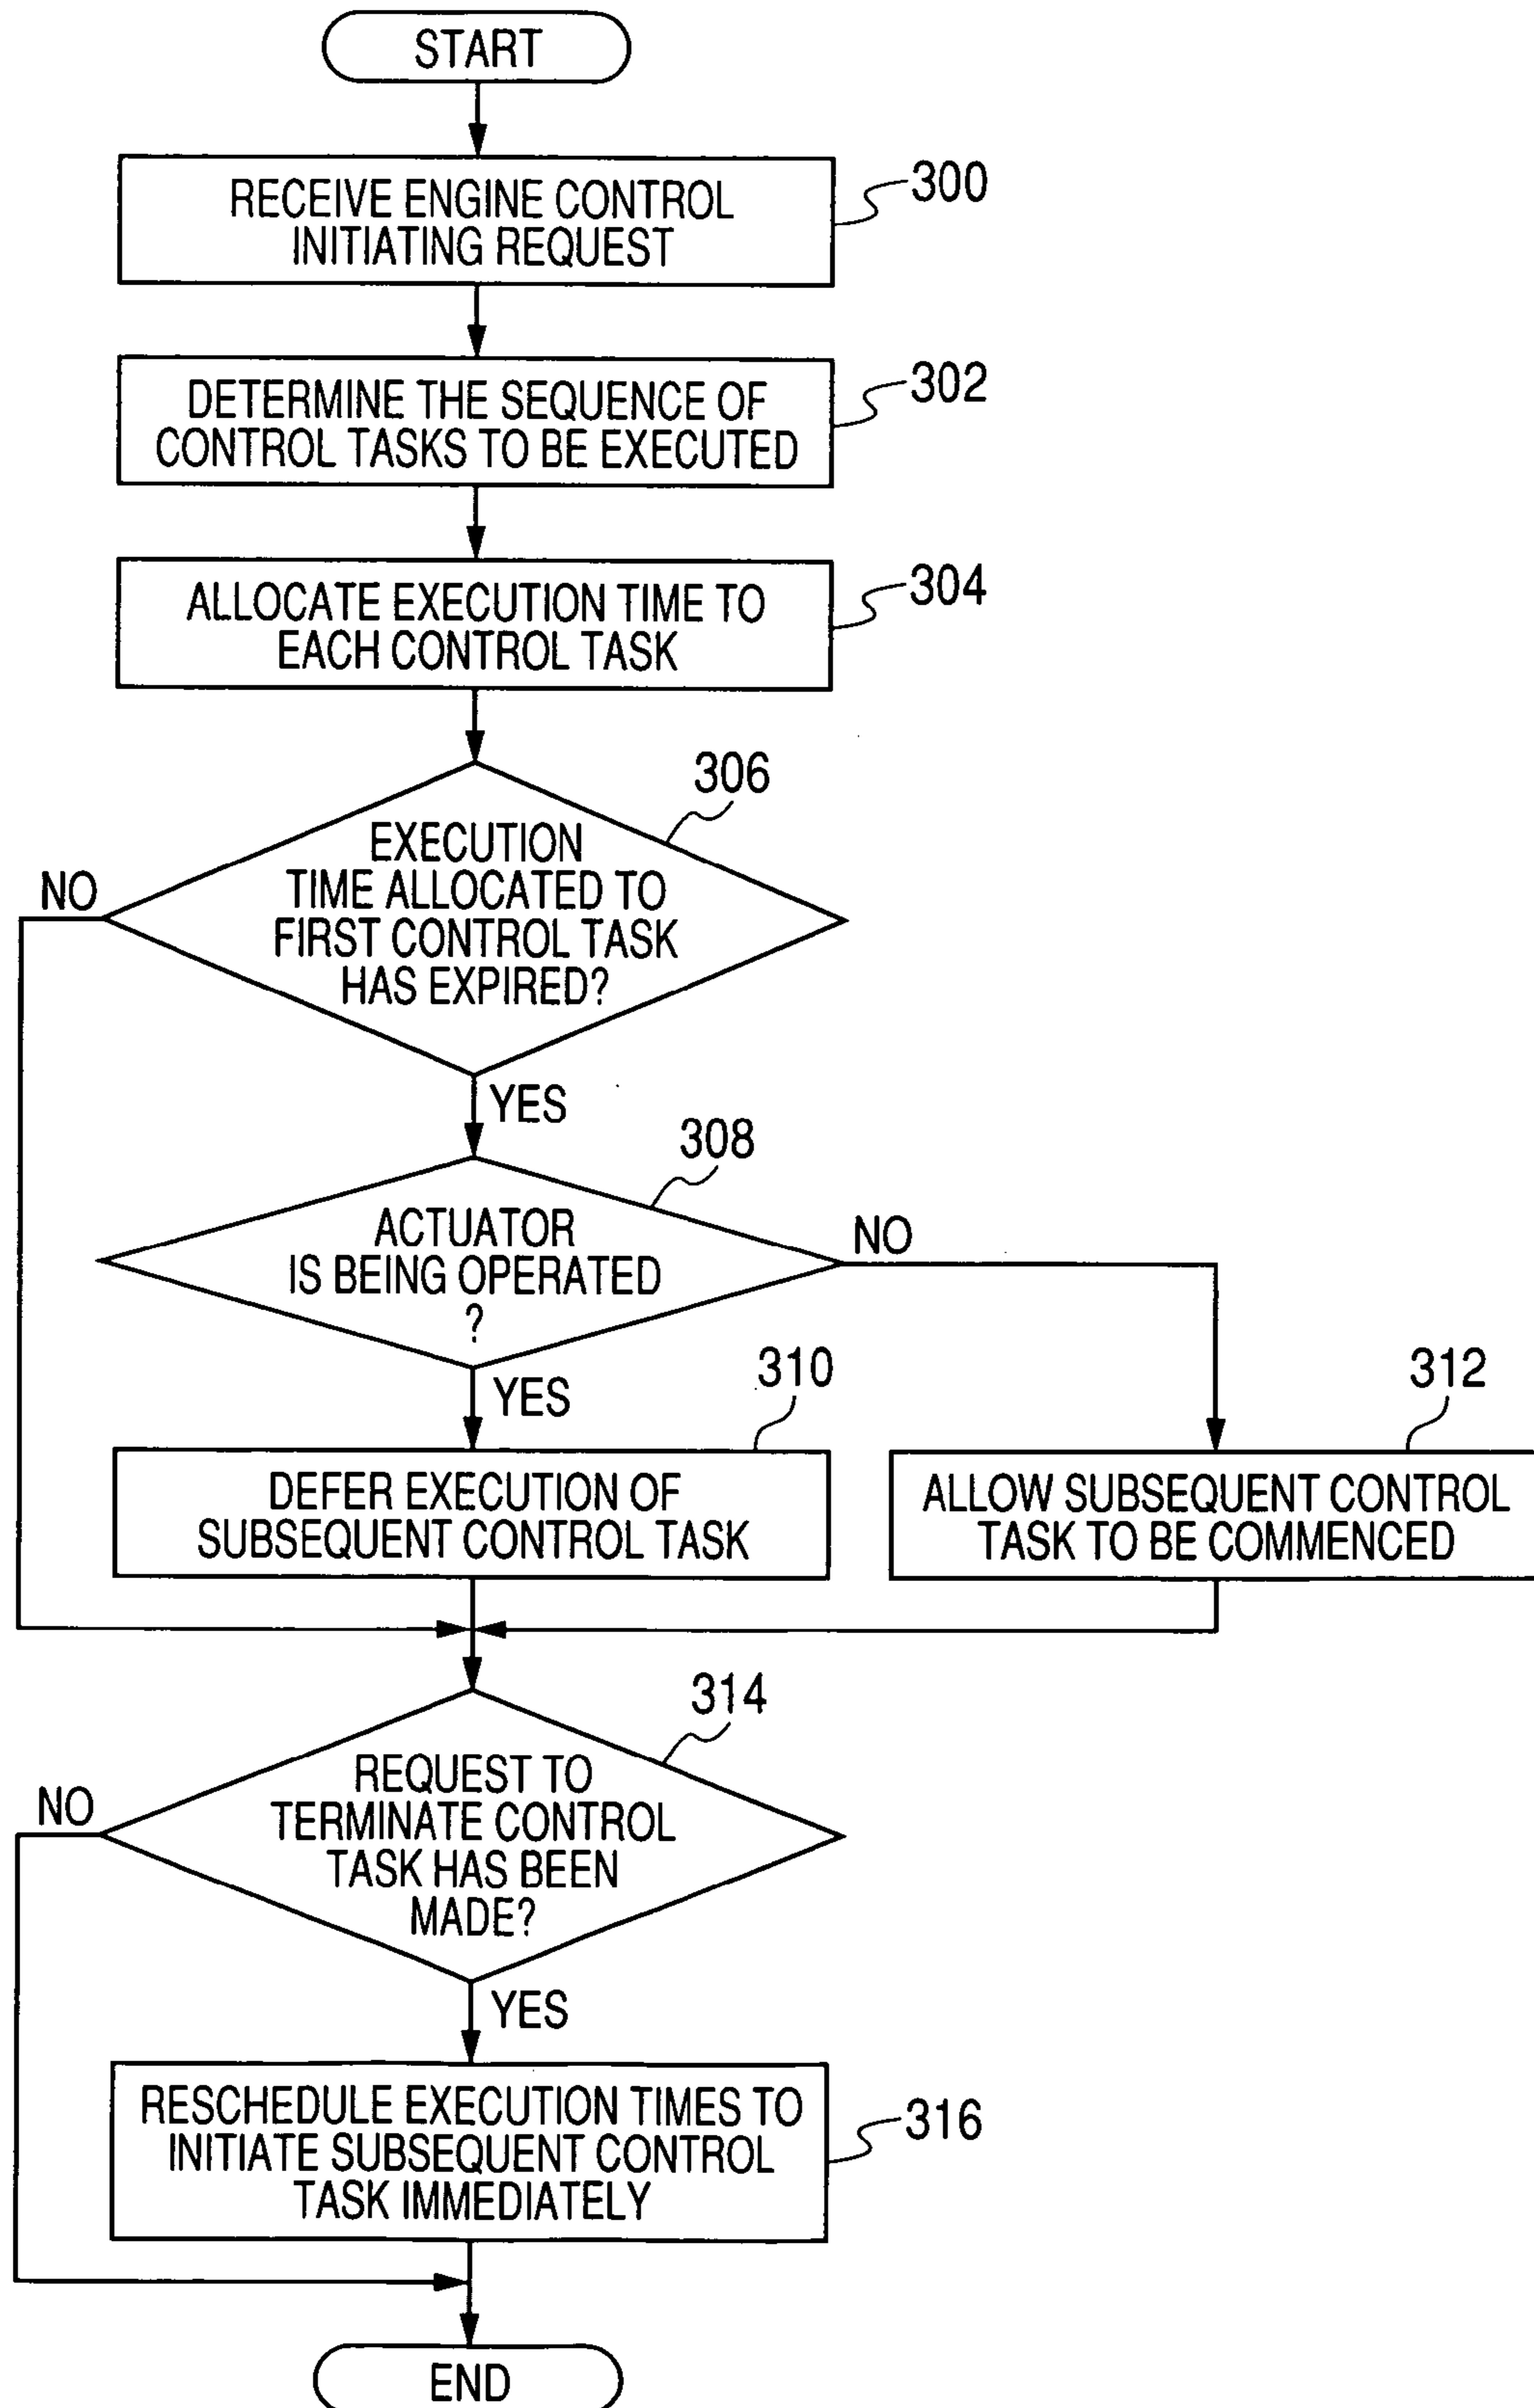 START
RECEIVE ENGINE CONTROL
INITIATING REQUEST
300
DETERMINE THE SEQUENCE OF
CONTROL TASKS TO BE EXECUTED
302
ALLOCATE EXECUTION TIME TO
EACH CONTROL TASK
304
306
EXECUTION
TIME ALLOCATED TO
FIRST CONTROL TASK
HAS EXPIRED?
NO
YES
308
ACTUATOR
IS BEING OPERATED
?
NO
YES
310
DEFER EXECUTION OF
SUBSEQUENT CONTROL TASK
312
ALLOW SUBSEQUENT CONTROL
TASK TO BE COMMENCED
314
REQUEST TO
TERMINATE CONTROL
TASK HAS BEEN
MADE?
NO
YES
RESCHEDULE EXECUTION TIMES TO
INITIATE SUBSEQUENT CONTROL
TASK IMMEDIATELY
316
END